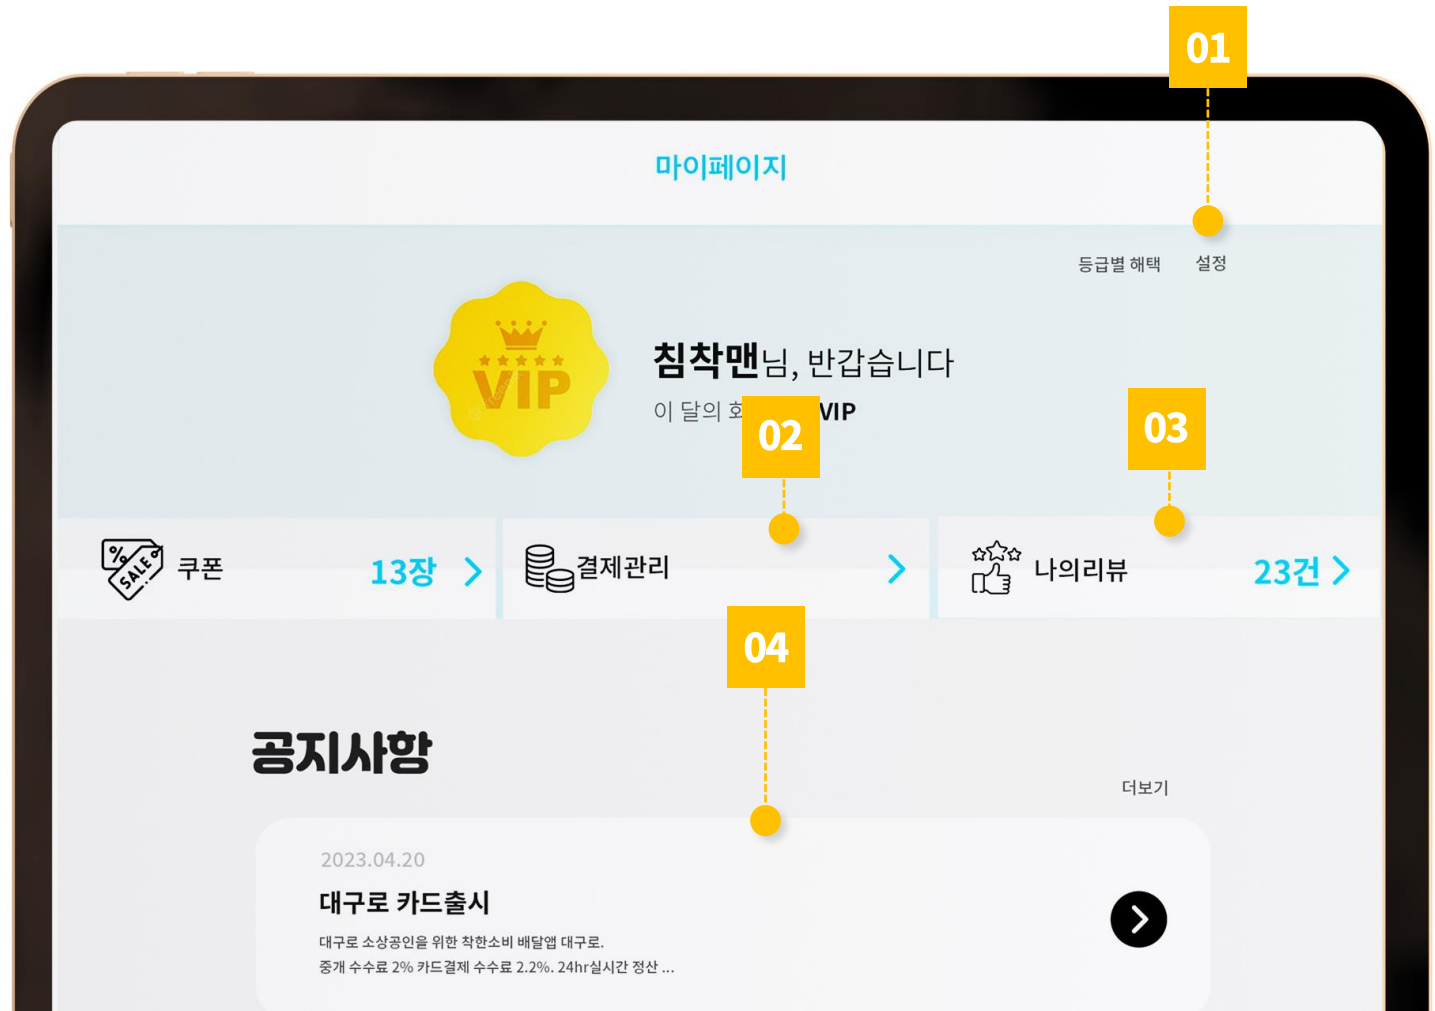 01
마이페이지
등급별 해택 설정
VIP
침착맨님, 반갑습니다
이 달의 VIP
02
03
SALE
쿠폰 13장
결제관리
나의리뷰 23건
04
공지사항
더보기
2023.04.20
대구로 카드출시
대구로 소상공인을 위한 착한소비 배달앱 대구로.
중개 수수료 2% 카드결제 수수료 2.2%. 24hr실시간 정산 ...